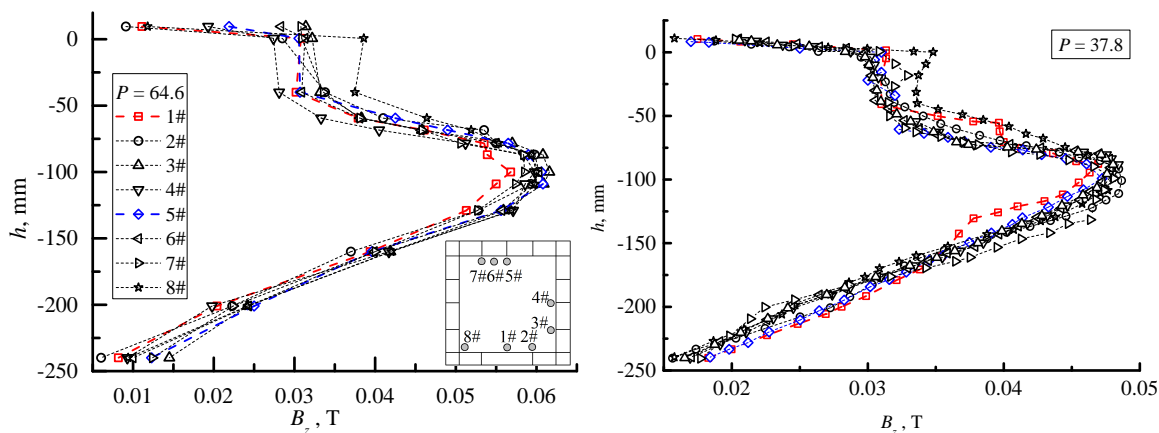 0
-50
-100
-150
-200
-250
h, mm
P = 64.6
1#
2#
3#
4#
5#
6#
7#
8#
7# 6# 5#
4#
3#
8# 1# 2#
0.01 0.02 0.03 0.04 0.05 0.06
B_z , T
P = 37.8
0
-50
-100
-150
-200
-250
h, mm
0.02 0.03 0.04 0.05
B_z , T